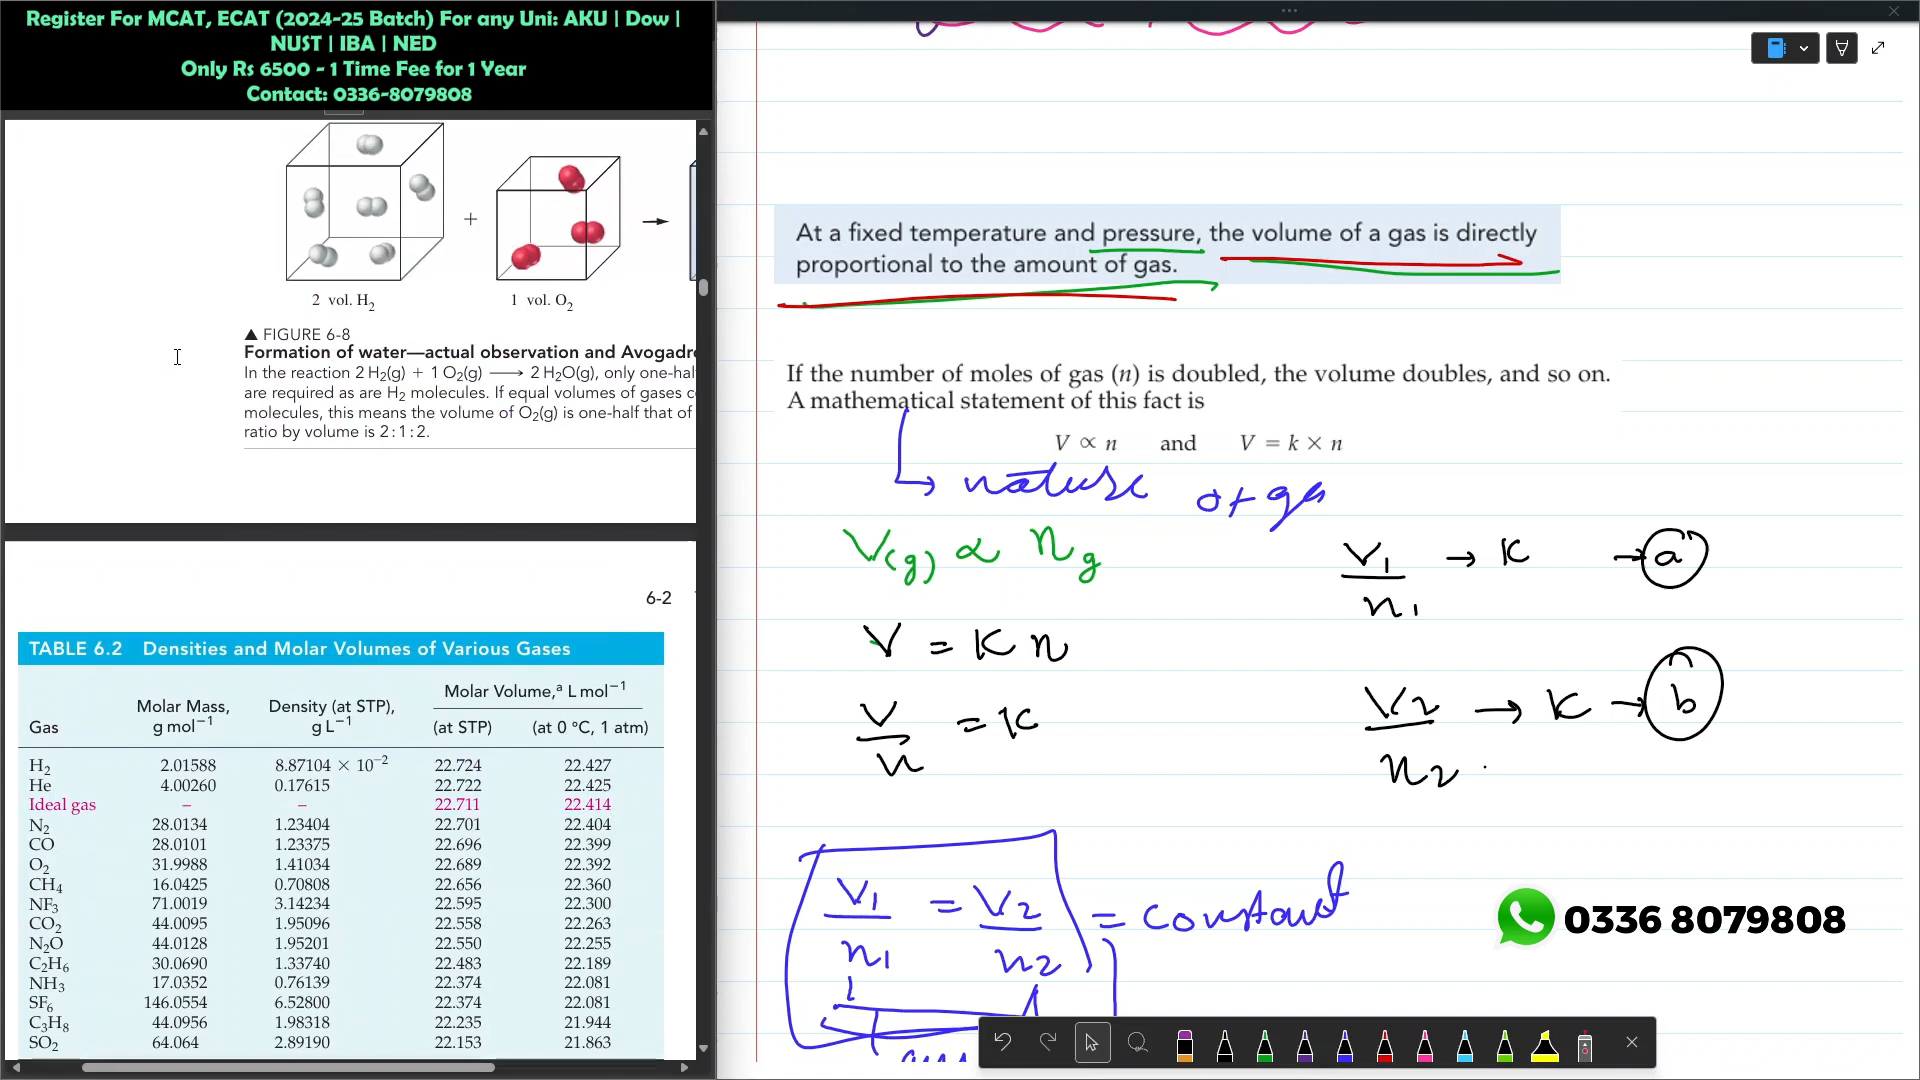 Register For MCAT, ECAT (2024-25 Batch) For any Uni: AKU | Dow |
NUST | IBA | NED
Only Rs 6500 - 1 Time Fee for 1 Year
Contact: 0336-8079808
+
→
2 vol. H₂
1 vol. O₂
▲ FIGURE 6-8
Formation of water—actual observation and Avogadr
In the reaction 2 H₂(g) + 1 O₂(g) ⟶ 2 H₂O(g), only one-hal
are required as are H₂ molecules. If equal volumes of gases c
molecules, this means the volume of O₂(g) is one-half that of
ratio by volume is 2:1:2.
6-2
TABLE 6.2 Densities and Molar Volumes of Various Gases
Molar Volume,ᵃ L mol⁻¹
Molar Mass, Density (at STP),
Gas g mol⁻¹ g L⁻¹ (at STP) (at 0 °C, 1 atm)
H₂ 2.01588 8.87104 × 10⁻² 22.724 22.427
He 4.00260 0.17615 22.722 22.425
Ideal gas – – 22.711 22.414
N₂ 28.0134 1.23404 22.701 22.404
CO 28.0101 1.23375 22.696 22.399
O₂ 31.9988 1.41034 22.689 22.392
CH₄ 16.0425 0.70808 22.656 22.360
NF₃ 71.0019 3.14234 22.595 22.300
CO₂ 44.0095 1.95096 22.558 22.263
N₂O 44.0128 1.95201 22.550 22.255
C₂H₆ 30.0690 1.33740 22.483 22.189
NH₃ 17.0352 0.76139 22.374 22.081
SF₆ 146.0554 6.52800 22.374 22.081
C₃H₈ 44.0956 1.98318 22.235 21.944
SO₂ 64.064 2.89190 22.153 21.863
At a fixed temperature and pressure, the volume of a gas is directly
proportional to the amount of gas.
If the number of moles of gas (n) is doubled, the volume doubles, and so on.
A mathematical statement of this fact is
V ∝ n and V = k × n
→ nature of gas
V(g) ∝ n g
V = K n
V/n = K
V₁/n₁ → K → a
V₂/n₂ → K → b
V₁/n₁ = V₂/n₂ = constant
0336 8079808